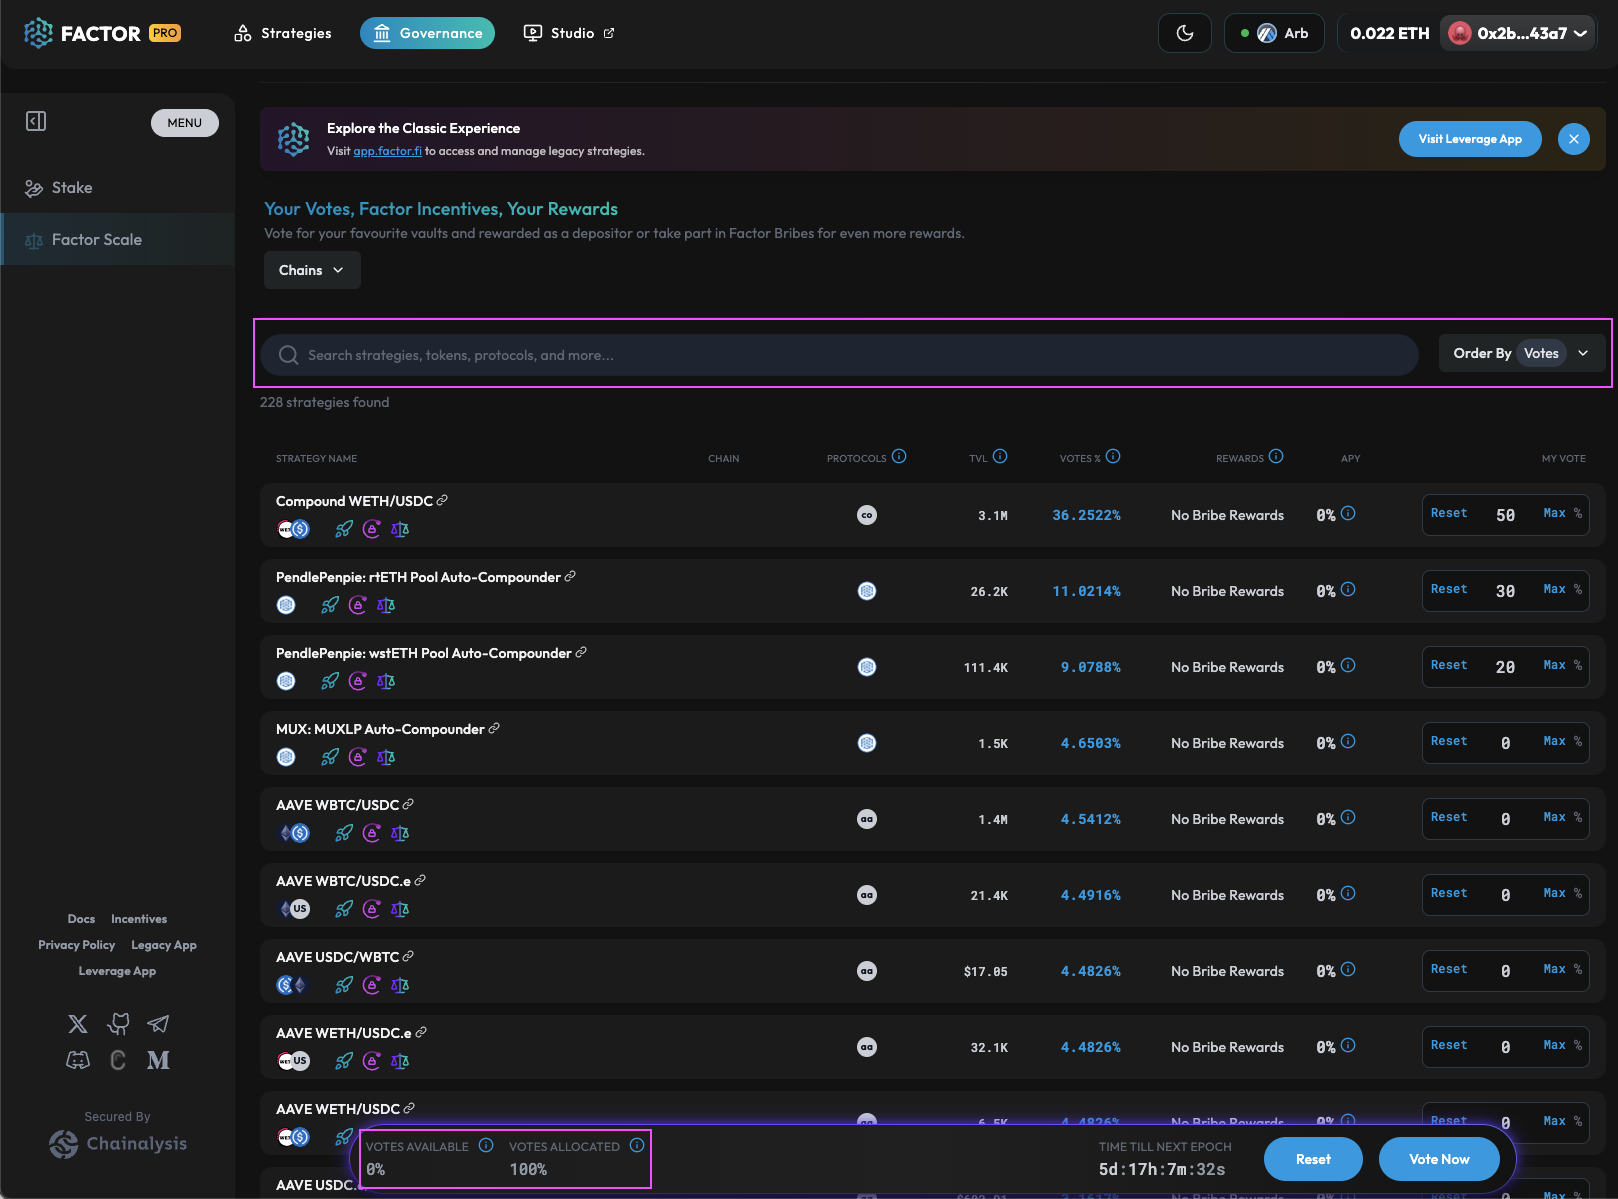 FACTOR PRO
Strategies
Governance
Studio
Arb
0.022 ETH
0x2b...43a7
MENU
Stake
Factor Scale
Explore the Classic Experience
Visit app.factor.fi to access and manage legacy strategies.
Visit Leverage App
Your Votes, Factor Incentives, Your Rewards
Vote for your favourite vaults and rewarded as a depositor or take part in Factor Bribes for even more rewards.
Chains
Search strategies, tokens, protocols, and more...
Order By Votes
228 strategies found
STRATEGY NAME CHAIN PROTOCOLS TVL VOTES % REWARDS APY MY VOTE
Compound WETH/USDC
co 3.1M 36.2522% No Bribe Rewards 0% Reset 50 Max %
PendlePenpie: rtETH Pool Auto-Compounder
26.2K 11.0214% No Bribe Rewards 0% Reset 30 Max %
PendlePenpie: wstETH Pool Auto-Compounder
111.4K 9.0788% No Bribe Rewards 0% Reset 20 Max %
MUX: MUXLP Auto-Compounder
1.5K 4.6503% No Bribe Rewards 0% Reset 0 Max %
AAVE WBTC/USDC
aa 1.4M 4.5412% No Bribe Rewards 0% Reset 0 Max %
AAVE WBTC/USDC.e
US aa 21.4K 4.4916% No Bribe Rewards 0% Reset 0 Max %
AAVE USDC/WBTC
aa $17.05 4.4826% No Bribe Rewards 0% Reset 0 Max %
AAVE WETH/USDC.e
US aa 32.1K 4.4826% No Bribe Rewards 0% Reset 0 Max %
AAVE WETH/USDC
6.5K 4.4826% No Bribe Rewards 0% Reset 0 Max %
AAVE USDC.
0 Max %
VOTES AVAILABLE
0%
VOTES ALLOCATED
100%
TIME TILL NEXT EPOCH
5d:17h:7m:32s
Reset
Vote Now
Docs Incentives
Privacy Policy Legacy App
Leverage App
Secured By
Chainalysis